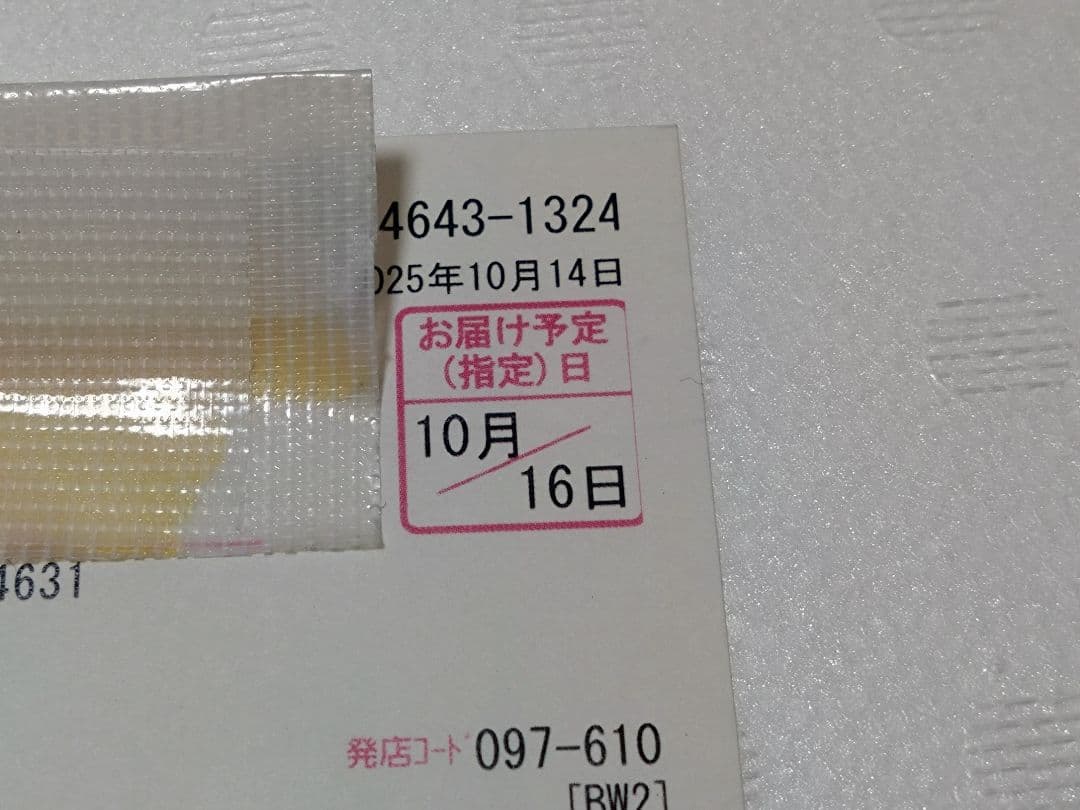 4643-1324
025年10月14日
お届け予定
(指定)日
10月
16日
4631
発店コード 097-610
[BW2]